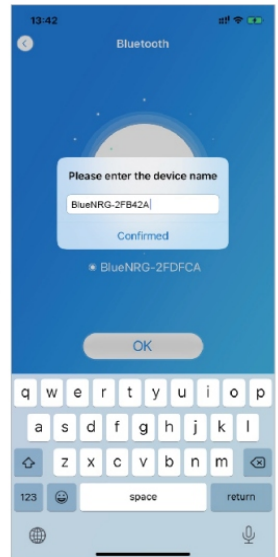 13:42
Bluetooth
Please enter the device name
BlueNRG-2FB42A
Confirmed
BlueNRG-2FDFCA
OK
q w e r t y u i o p
a s d f g h j k l
z x c v b n m
123 space return